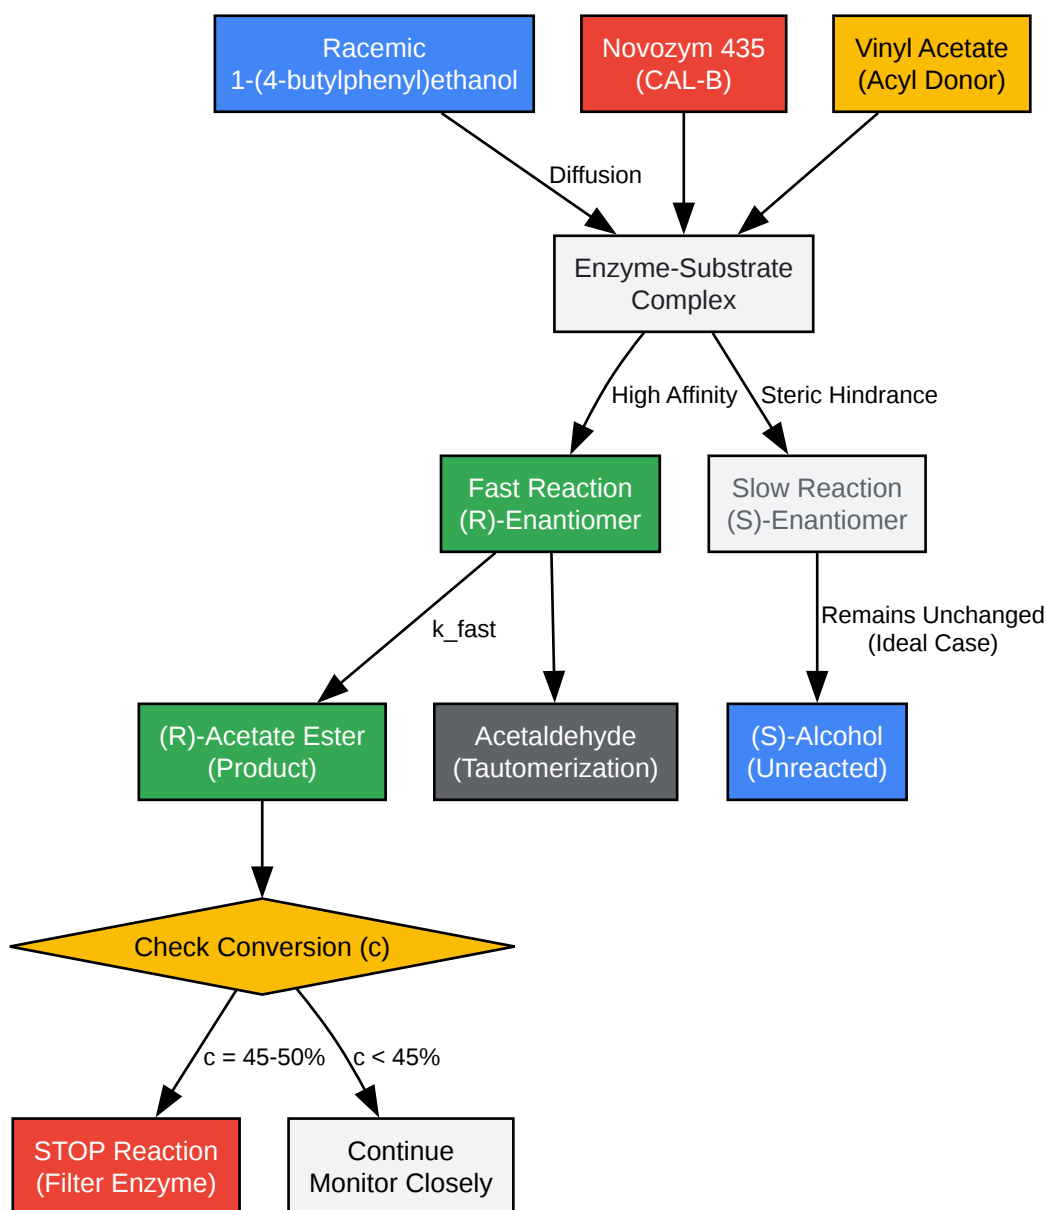 Racemic
1-(4-butylphenyl)ethanol
Novozym 435
(CAL-B)
Vinyl Acetate
(Acyl Donor)
Diffusion
Enzyme-Substrate
Complex
High Affinity
Steric Hindrance
Fast Reaction
(R)-Enantiomer
Slow Reaction
(S)-Enantiomer
k_fast
Remains Unchanged
(Ideal Case)
(R)-Acetate Ester
(Product)
Acetaldehyde
(Tautomerization)
(S)-Alcohol
(Unreacted)
Check Conversion (c)
c = 45-50%
c < 45%
STOP Reaction
(Filter Enzyme)
Continue
Monitor Closely